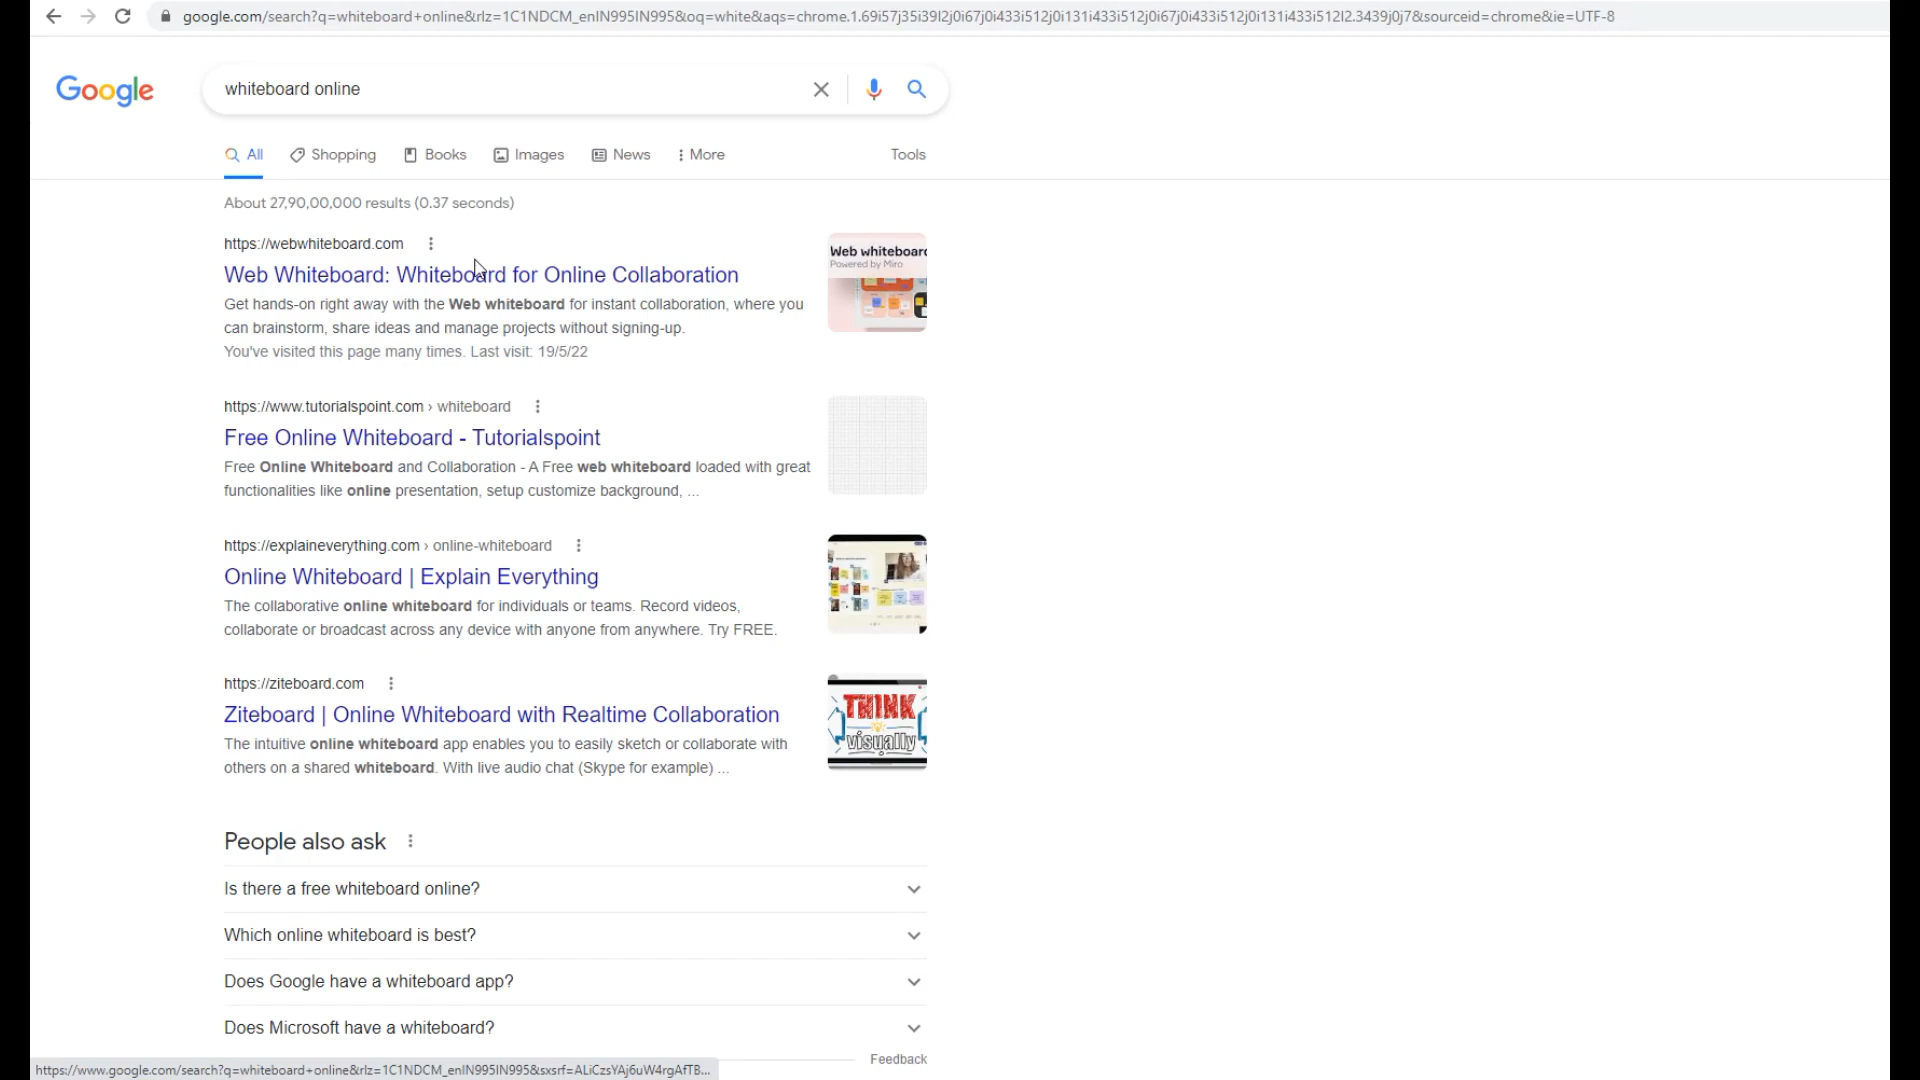 google.com/search?q=whiteboard+online&rlz=1C1NDCM_enIN995IN995&oq=white&aqs=chrome.1.69i57j35i39l2j0i67j0i433i512j0i131i433i512j0i67j0i433i512j0i131i433i512l2.3439j0j7&sourceid=chrome&ie=UTF-8
Google
whiteboard online
All Shopping Books Images News More Tools
About 27,90,00,000 results (0.37 seconds)
https://webwhiteboard.com
Web Whiteboard: Whiteboard for Online Collaboration
Get hands-on right away with the Web whiteboard for instant collaboration, where you
can brainstorm, share ideas and manage projects without signing-up.
You've visited this page many times. Last visit: 19/5/22
Web whiteboard
Powered by Miro
https://www.tutorialspoint.com › whiteboard
Free Online Whiteboard - Tutorialspoint
Free Online Whiteboard and Collaboration - A Free web whiteboard loaded with great
functionalities like online presentation, setup customize background, ...
https://explaineverything.com › online-whiteboard
Online Whiteboard | Explain Everything
The collaborative online whiteboard for individuals or teams. Record videos,
collaborate or broadcast across any device with anyone from anywhere. Try FREE.
https://ziteboard.com
Ziteboard | Online Whiteboard with Realtime Collaboration
The intuitive online whiteboard app enables you to easily sketch or collaborate with
others on a shared whiteboard. With live audio chat (Skype for example) ...
THINK
visually
People also ask
Is there a free whiteboard online?
Which online whiteboard is best?
Does Google have a whiteboard app?
Does Microsoft have a whiteboard?
Feedback
https://www.google.com/search?q=whiteboard+online&rlz=1C1NDCM_enIN995IN995&sxsrf=ALiCzsYAj6uW4rgAfTB...